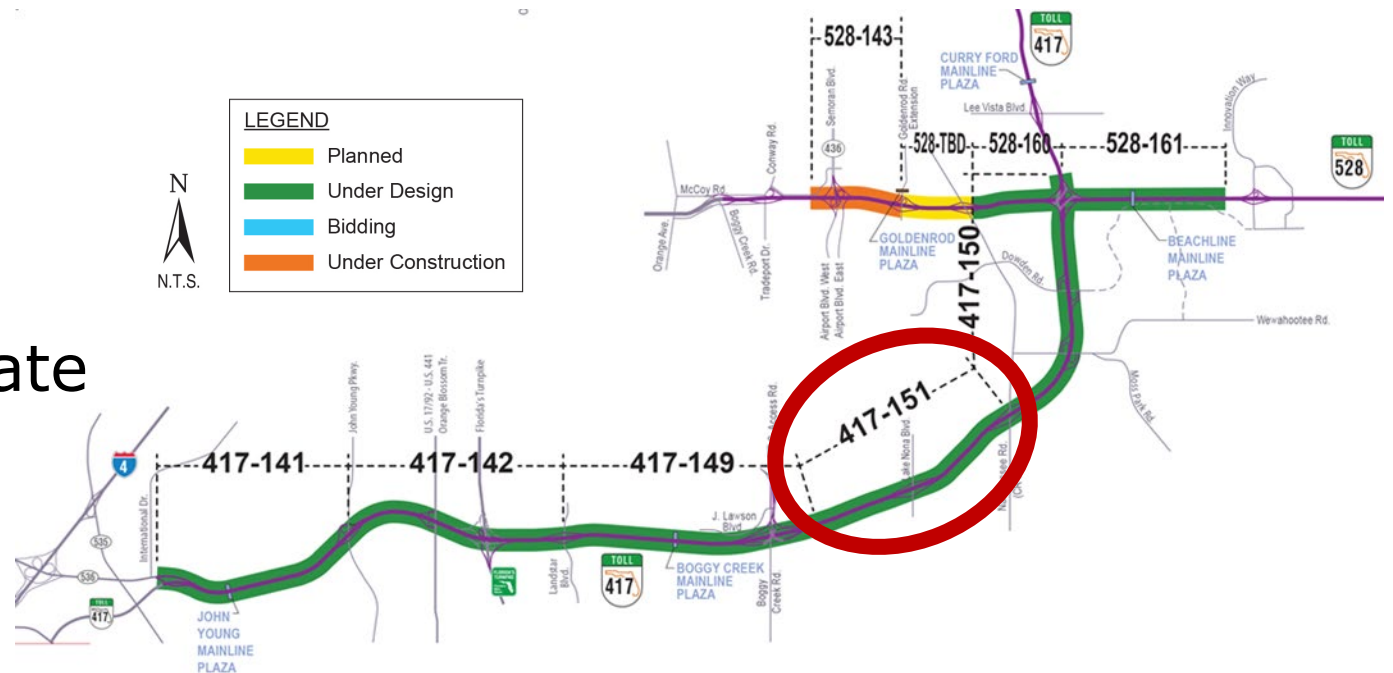 528-143
TOLL
417
CURRY FORD
MAINLINE
PLAZA
Semoran Blvd.
Goldenrod Rd.
Extension
Lee Vista Blvd.
Innovation Way
LEGEND
Planned
Under Design
Bidding
Under Construction
N
N.T.S.
436
528-TBD
528-160
528-161
TOLL
528
Conway Rd.
McCoy Rd.
Orange Ave.
Boggy Creek Rd.
Tradeport Dr.
Airport Blvd. West
Airport Blvd. East
GOLDENROD
MAINLINE
PLAZA
417-150
Dowden Rd.
BEACHLINE
MAINLINE
PLAZA
Wewahootee Rd.
Moss Park Rd.
ate
John Young Pkwy.
U.S. 17/92 - U.S. 441
Orange Blossom Tr.
Florida's Turnpike
Access Rd.
417-151
4
417-141
417-142
417-149
Lake Nona Blvd.
ssee Rd.
International Dr.
J. Lawson
Blvd.
535
536
TOLL
417
JOHN
YOUNG
MAINLINE
PLAZA
Landstar
Blvd.
TOLL
417
BOGGY CREEK
MAINLINE
PLAZA
Boggy
Creek Rd.